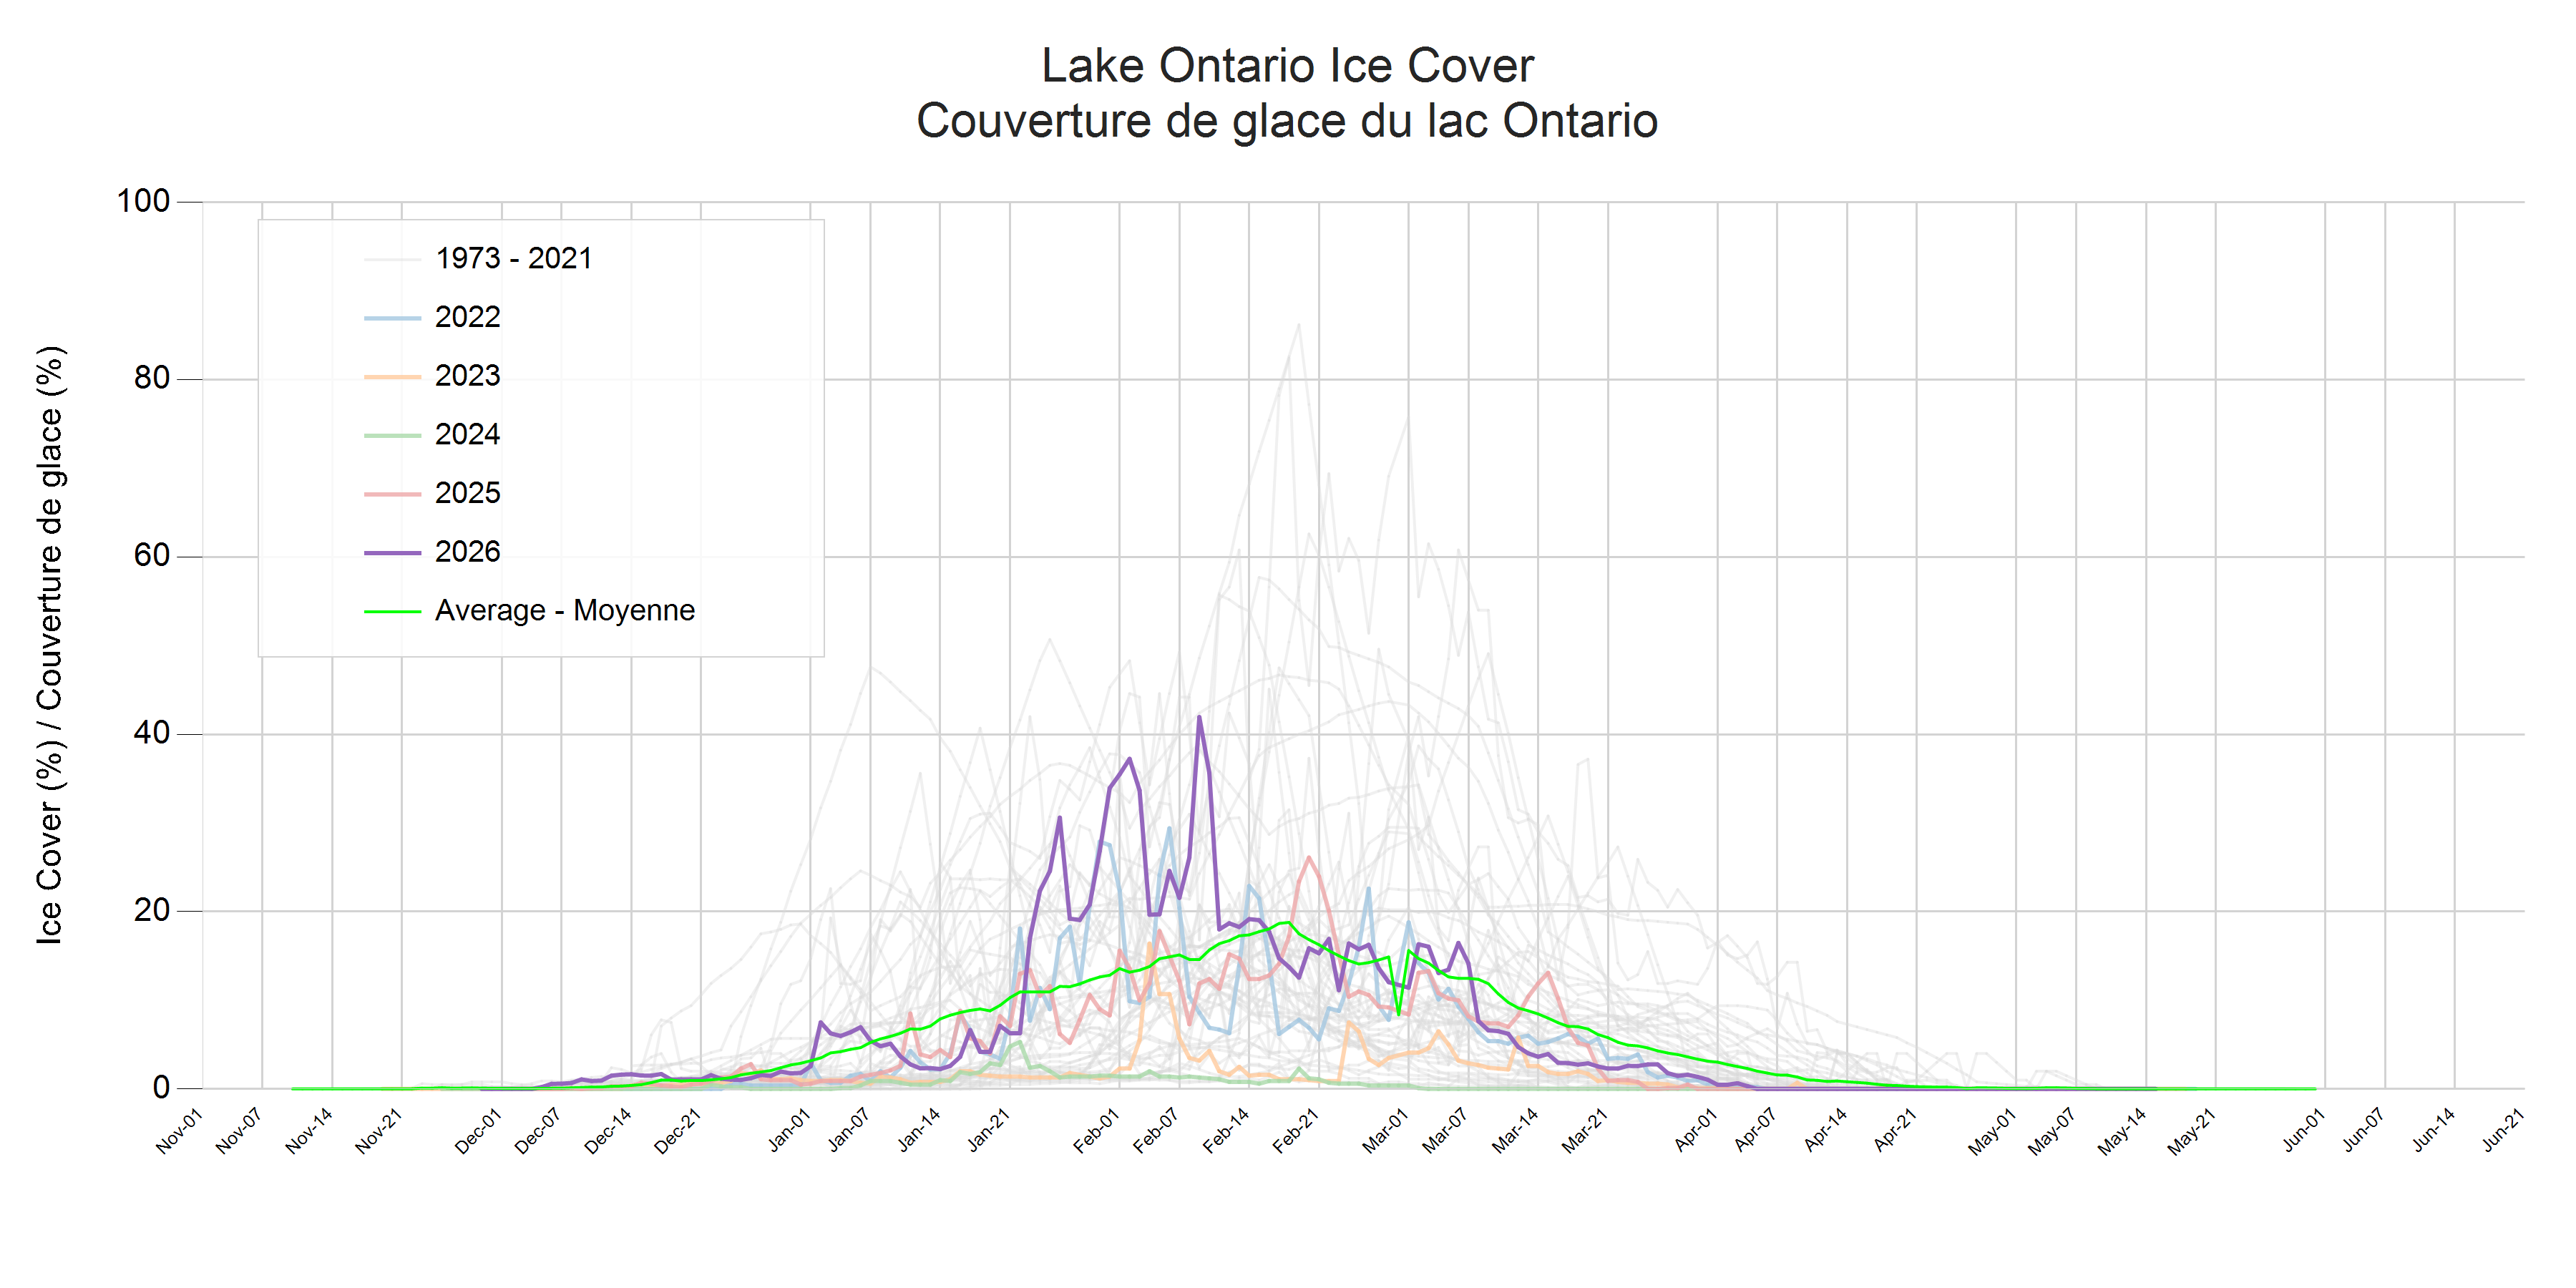 Lake Ontario Ice Cover
Couverture de glace du lac Ontario
Ice Cover (%) / Couverture de glace (%)
100
80
60
40
20
0
1973 - 2021
2022
2023
2024
2025
2026
Average - Moyenne
Nov-01 Nov-07 Nov-14 Nov-21 Dec-01 Dec-07 Dec-14 Dec-21 Jan-01 Jan-07 Jan-14 Jan-21 Feb-01 Feb-07 Feb-14 Feb-21 Mar-01 Mar-07 Mar-14 Mar-21 Apr-01 Apr-07 Apr-14 Apr-21 May-01 May-07 May-14 May-21 Jun-01 Jun-07 Jun-14 Jun-21